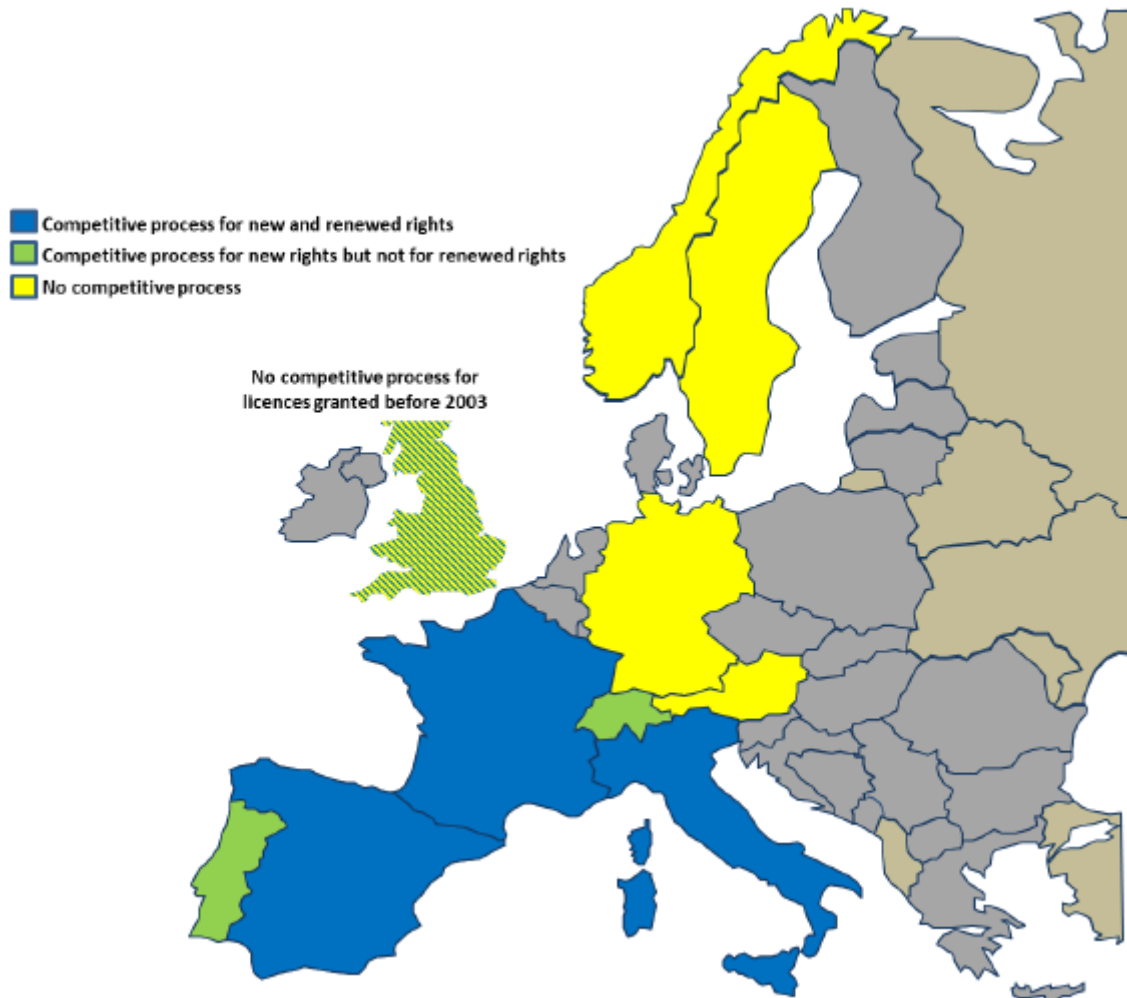 Competitive process for new and renewed rights
Competitive process for new rights but not for renewed rights
No competitive process
No competitive process for
licences granted before 2003